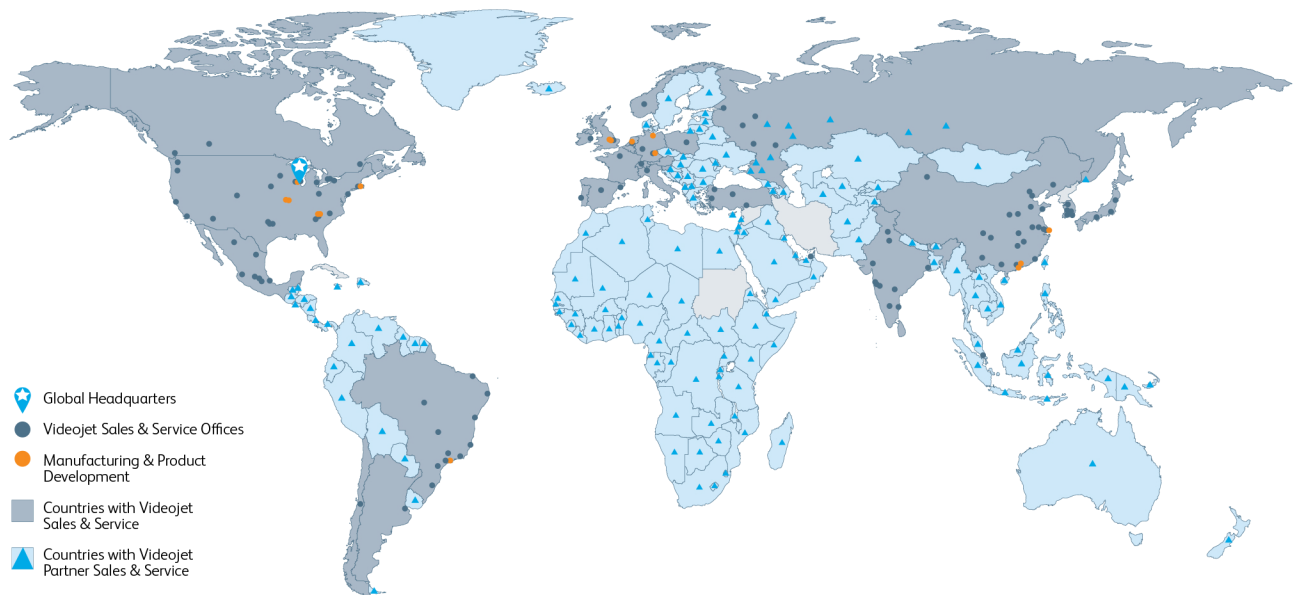 Global Headquarters
Videojet Sales & Service Offices
Manufacturing & Product
Development
Countries with Videojet
Sales & Service
Countries with Videojet
Partner Sales & Service